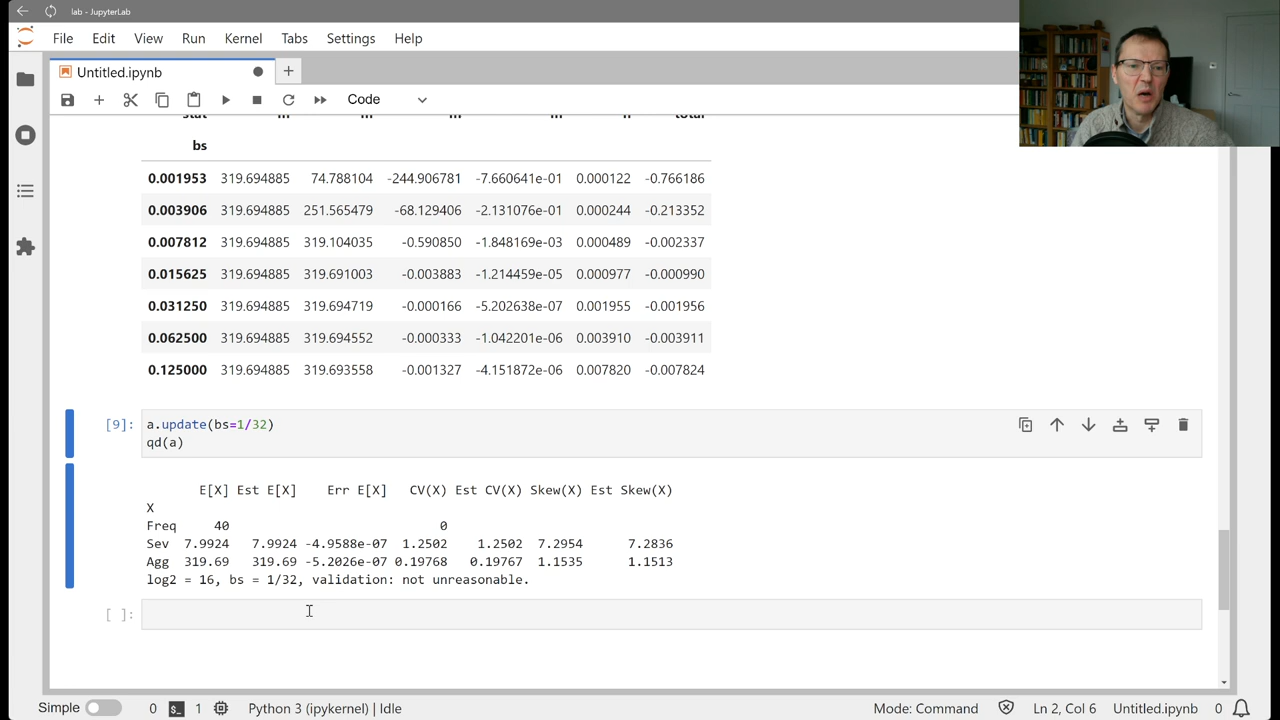 lab - JupyterLab
File Edit View Run Kernel Tabs Settings Help
Untitled.ipynb
Code
stat m m m m h total
bs
0.001953 319.694885 74.788104 -244.906781 -7.660641e-01 0.000122 -0.766186
0.003906 319.694885 251.565479 -68.129406 -2.131076e-01 0.000244 -0.213352
0.007812 319.694885 319.104035 -0.590850 -1.848169e-03 0.000489 -0.002337
0.015625 319.694885 319.691003 -0.003883 -1.214459e-05 0.000977 -0.000990
0.031250 319.694885 319.694719 -0.000166 -5.202638e-07 0.001955 -0.001956
0.062500 319.694885 319.694552 -0.000333 -1.042201e-06 0.003910 -0.003911
0.125000 319.694885 319.693558 -0.001327 -4.151872e-06 0.007820 -0.007824
[9]: a.update(bs=1/32)
qd(a)
E[X] Est E[X] Err E[X] CV(X) Est CV(X) Skew(X) Est Skew(X)
X
Freq 40 0
Sev 7.9924 7.9924 -4.9588e-07 1.2502 1.2502 7.2954 7.2836
Agg 319.69 319.69 -5.2026e-07 0.19768 0.19767 1.1535 1.1513
log2 = 16, bs = 1/32, validation: not unreasonable.
[ ]:
Simple 0 1 Python 3 (ipykernel) | Idle Mode: Command Ln 2, Col 6 Untitled.ipynb 0